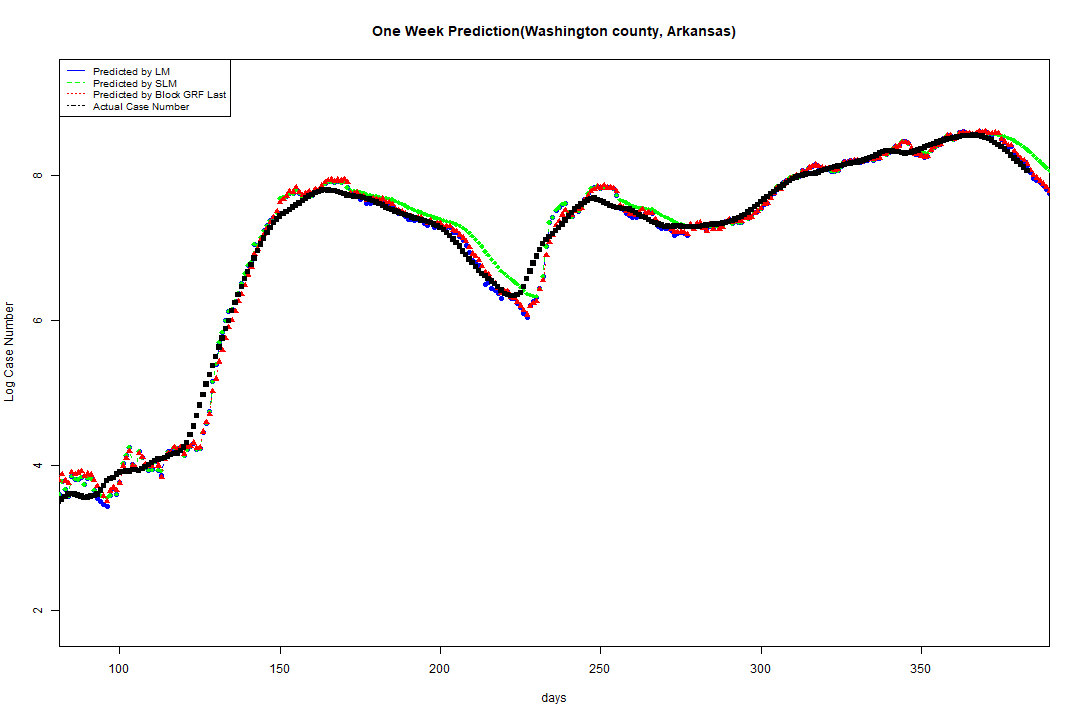 One Week Prediction(Washington county, Arkansas)
Predicted by LM
Predicted by SLM
Predicted by Block GRF Last
Actual Case Number
Log Case Number
8
6
4
2
100 150 200 250 300 350
days